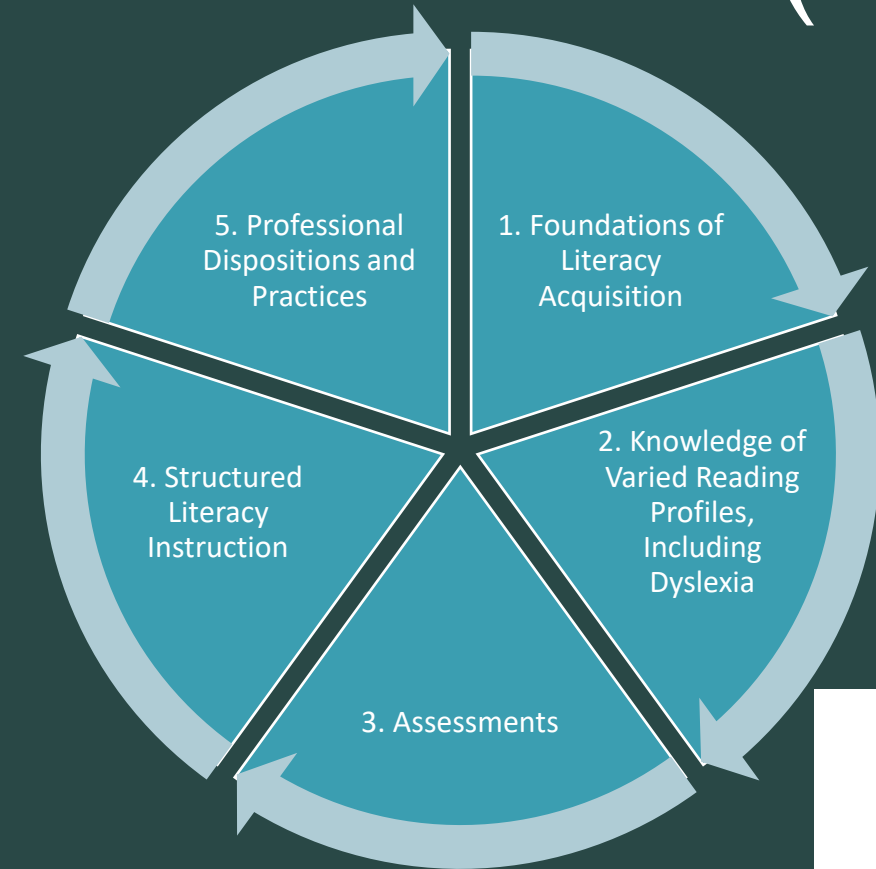 1. Foundations of
Literacy
Acquisition
2. Knowledge of
Varied Reading
Profiles,
Including
Dyslexia
3. Assessments
4. Structured
Literacy
Instruction
5. Professional
Dispositions and
Practices